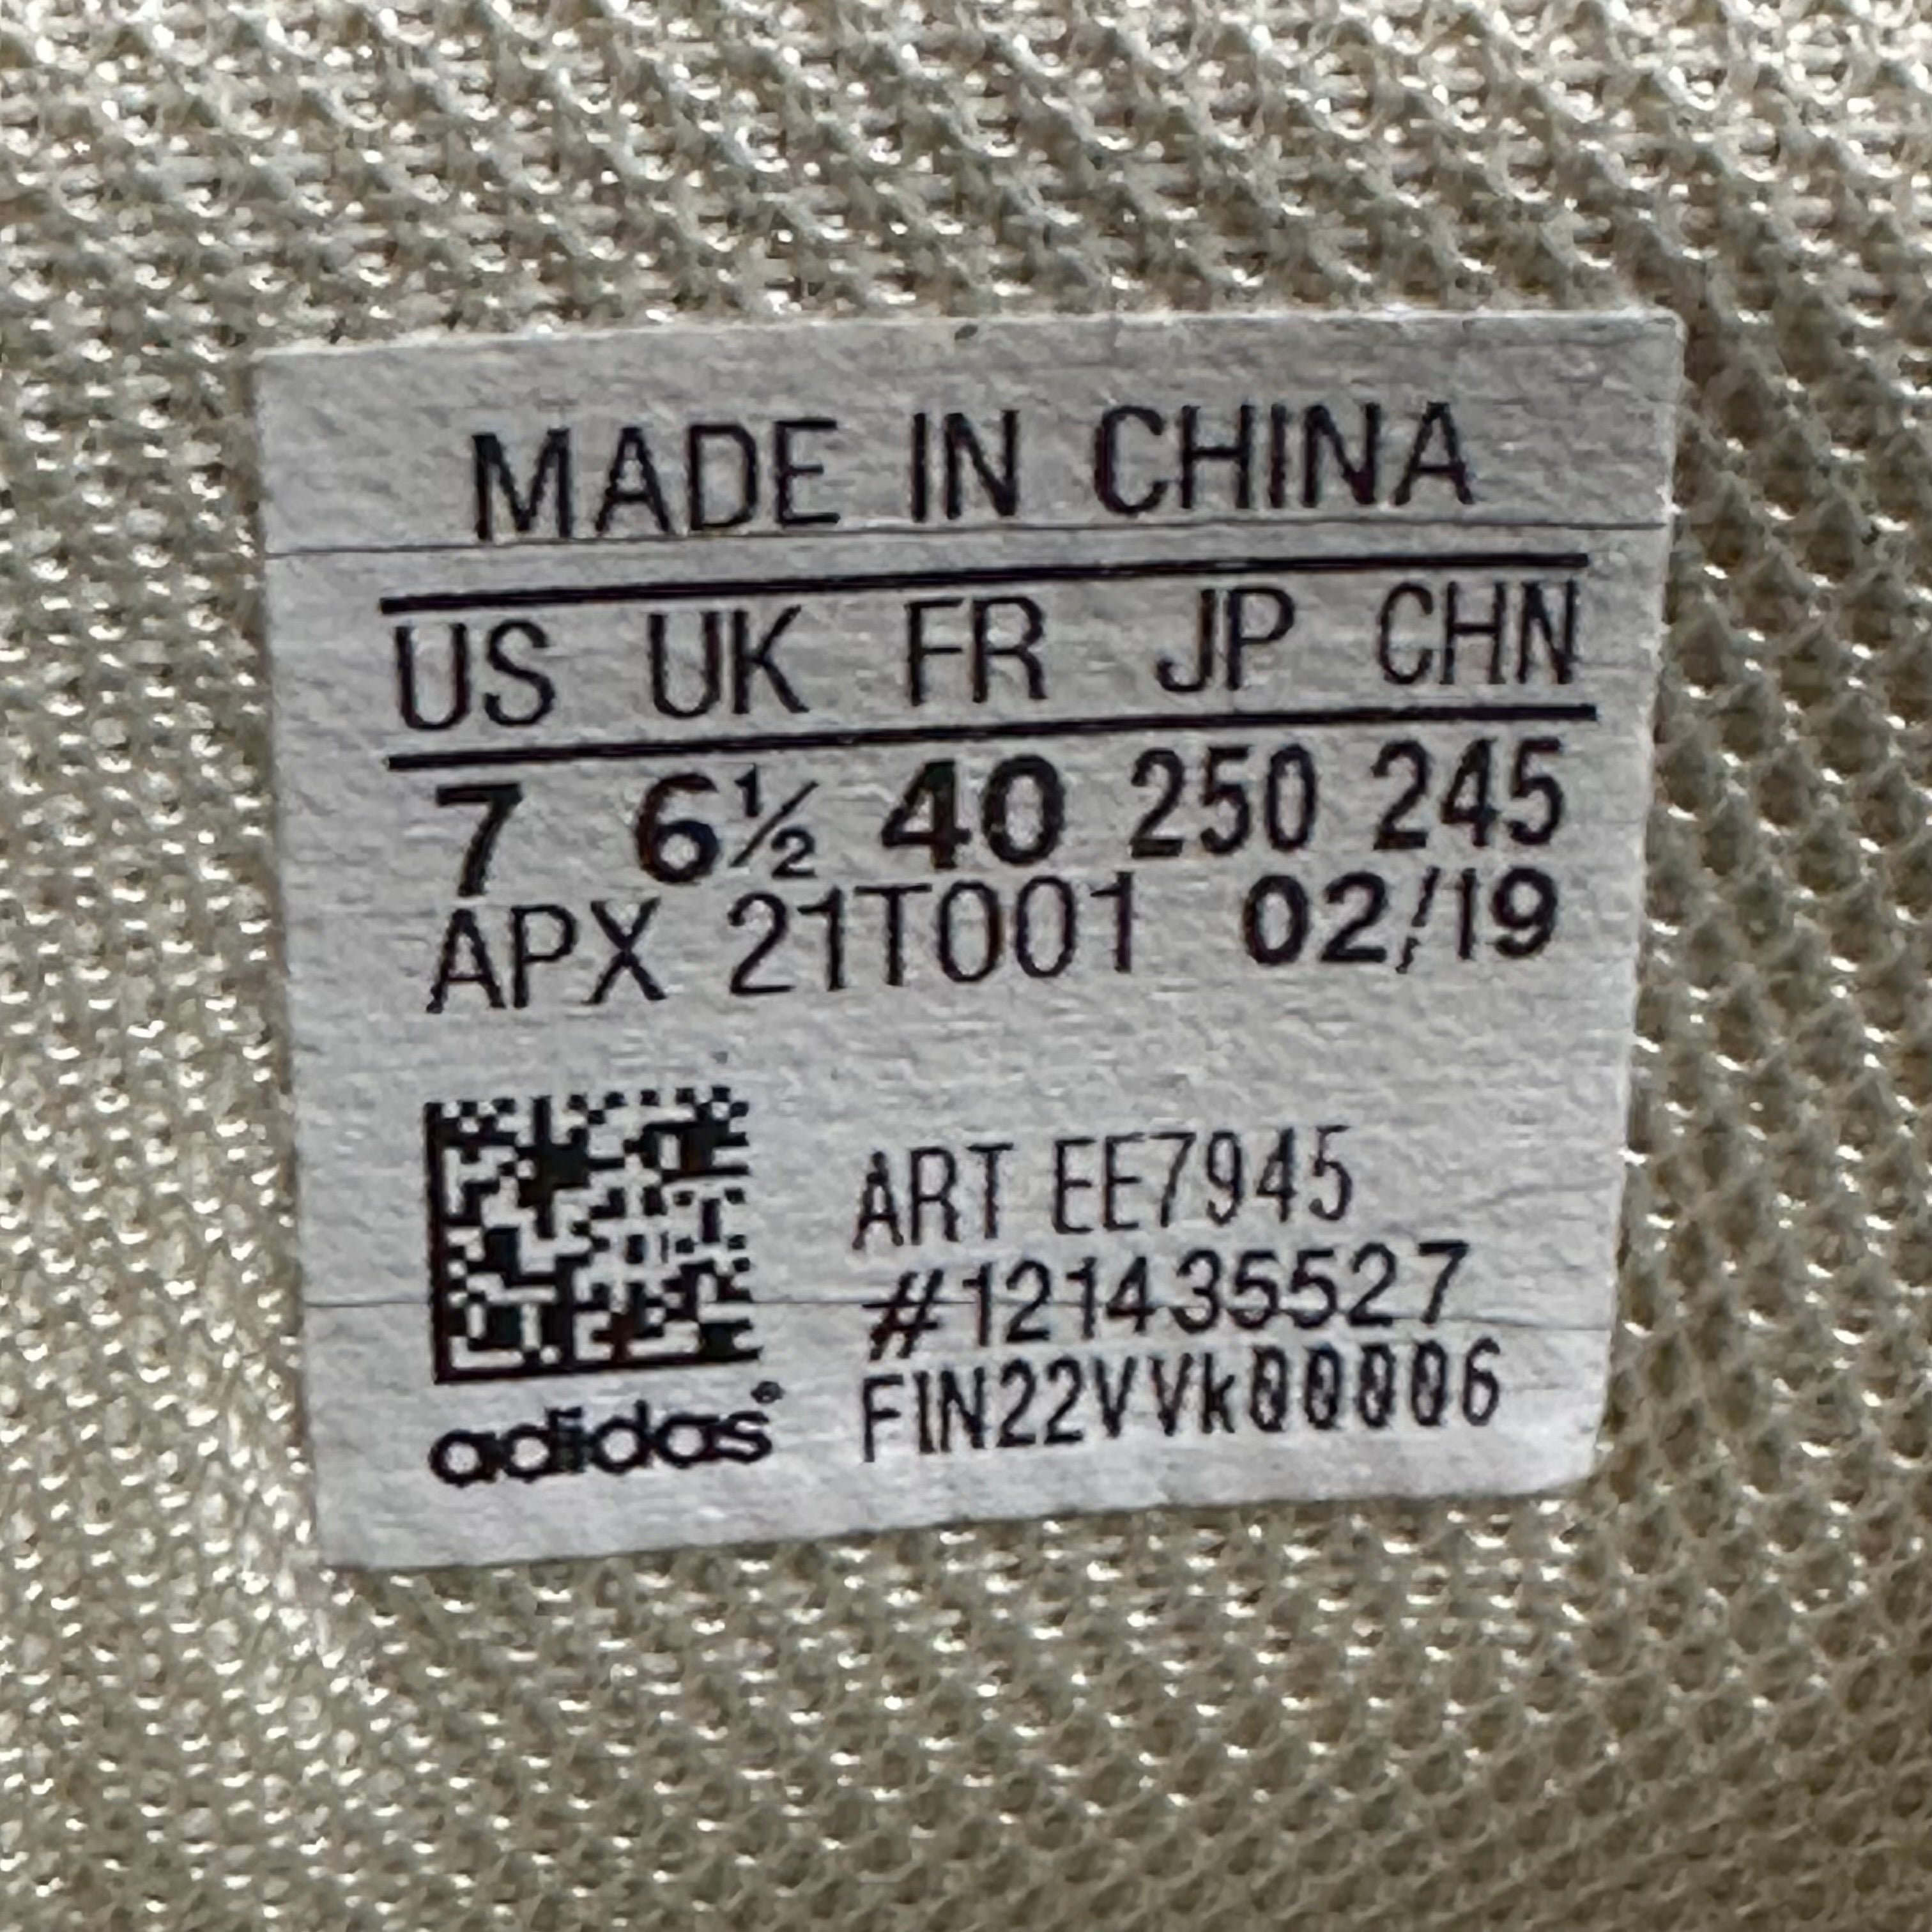 MADE IN CHINA
US UK FR JP CHN
7 6½ 40 250 245
APX 21T001 02/19
ART EE7945
#121435527
FIN22VVk00006
adidas®